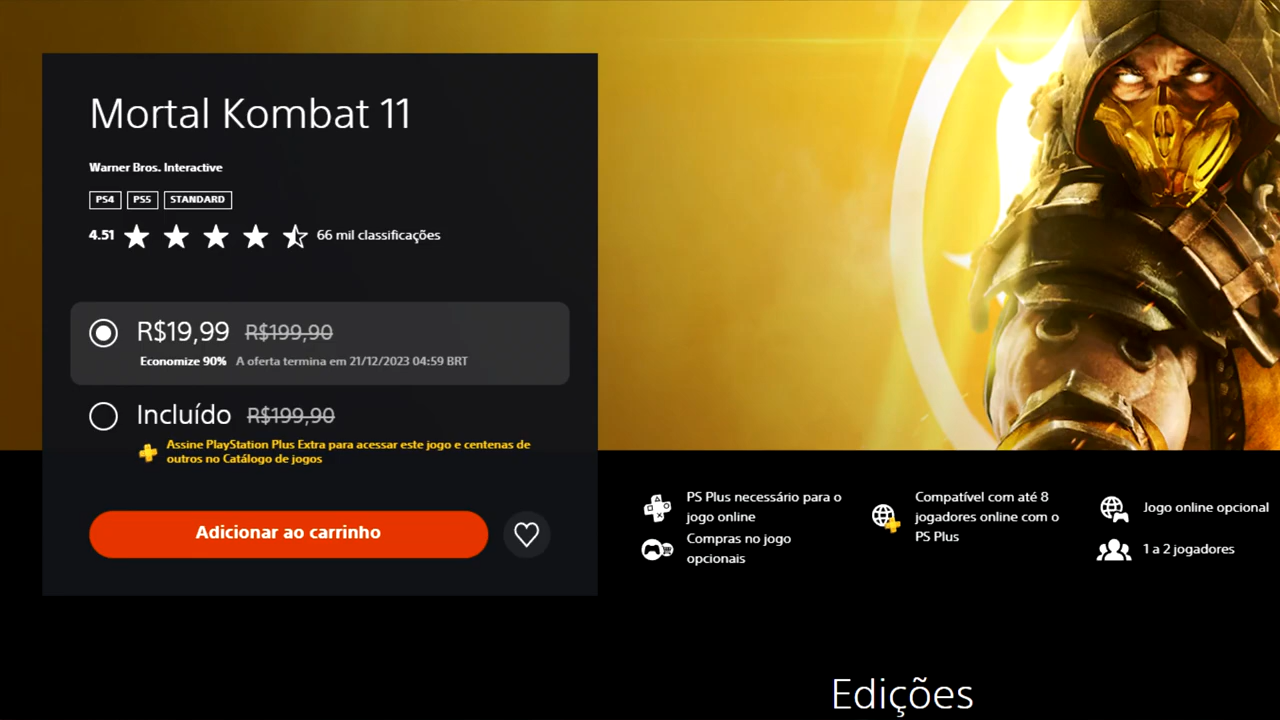 Mortal Kombat 11
Warner Bros. Interactive
PS4 PS5 STANDARD
4.51 66 mil classificações
R$19,99 R$199,90
Economize 90% A oferta termina em 21/12/2023 04:59 BRT
Incluído R$199,90
Assine PlayStation Plus Extra para acessar este jogo e centenas de
outros no Catálogo de jogos
Adicionar ao carrinho
PS Plus necessário para o
jogo online
Compras no jogo
opcionais
Compatível com até 8
jogadores online com o
PS Plus
Jogo online opcional
1 a 2 jogadores
Edições